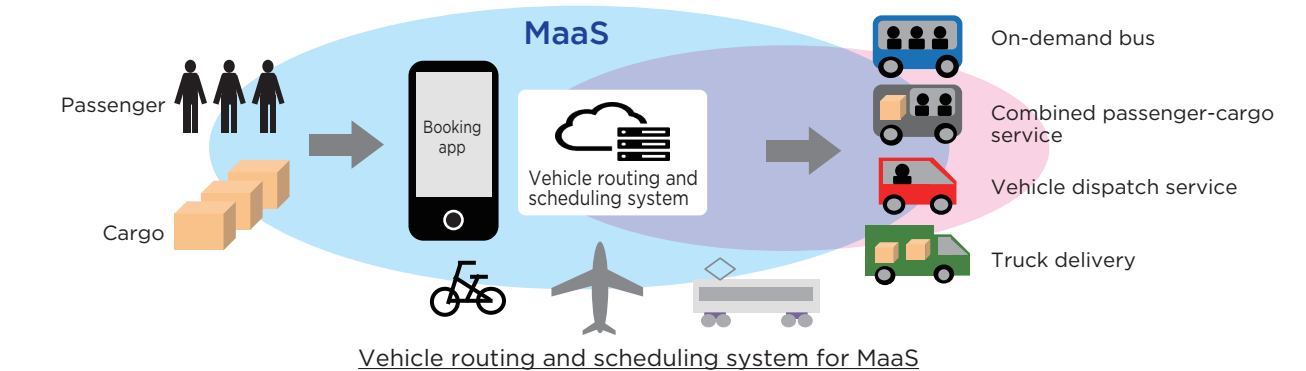 MaaS
Passenger
Cargo
Booking
app
Vehicle routing and
scheduling system
On-demand bus
Combined passenger-cargo
service
Vehicle dispatch service
Truck delivery
Vehicle routing and scheduling system for MaaS